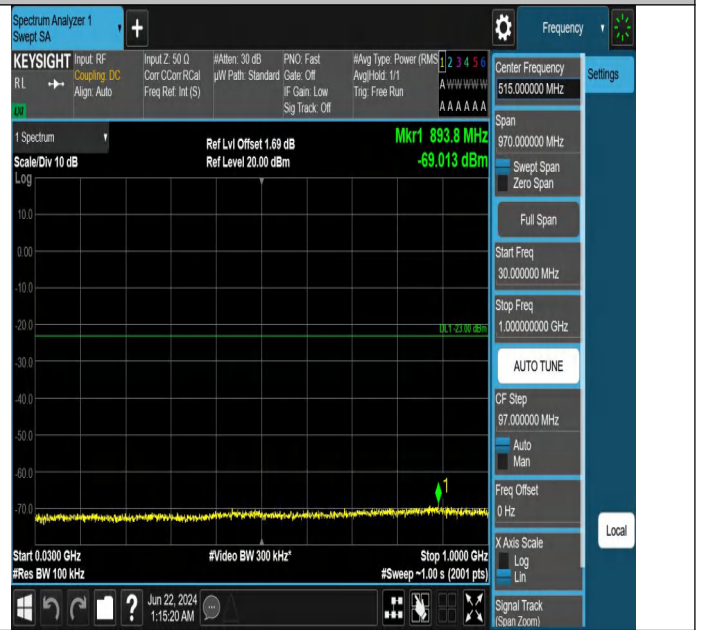 Spectrum Analyzer 1
Swept SA
Frequency
KEYSIGHT
RL
Input: RF
Coupling: DC
Align: Auto
Input Z: 50 Ω
Corr CCorr RCal
Freq Ref: Int (S)
#Atten: 30 dB
µW Path: Standard
PNO: Fast
Gate: Off
IF Gain: Low
Sig Track: Off
#Avg Type: Power (RMS
Avg|Hold: 1/1
Trig: Free Run
1 2 3 4 5 6
A W W W W W
A A A A A A
1 Spectrum
Scale/Div 10 dB
Log
Ref Lvl Offset 1.69 dB
Ref Level 20.00 dBm
Mkr1 893.8 MHz
-69.013 dBm
10.0
0.00
-10.0
-20.0
DL1 -23.00 dBm
-30.0
-40.0
-50.0
-60.0
1
-70.0
Start 0.0300 GHz
#Res BW 100 kHz
#Video BW 300 kHz*
Stop 1.0000 GHz
#Sweep ~1.00 s (2001 pts)
Center Frequency
515.000000 MHz
Settings
Span
970.000000 MHz
Swept Span
Zero Span
Full Span
Start Freq
30.000000 MHz
Stop Freq
1.000000000 GHz
AUTO TUNE
CF Step
97.000000 MHz
Auto
Man
Freq Offset
0 Hz
Local
X Axis Scale
Log
Lin
Signal Track
(Span Zoom)
?
Jun 22, 2024
1:15:20 AM